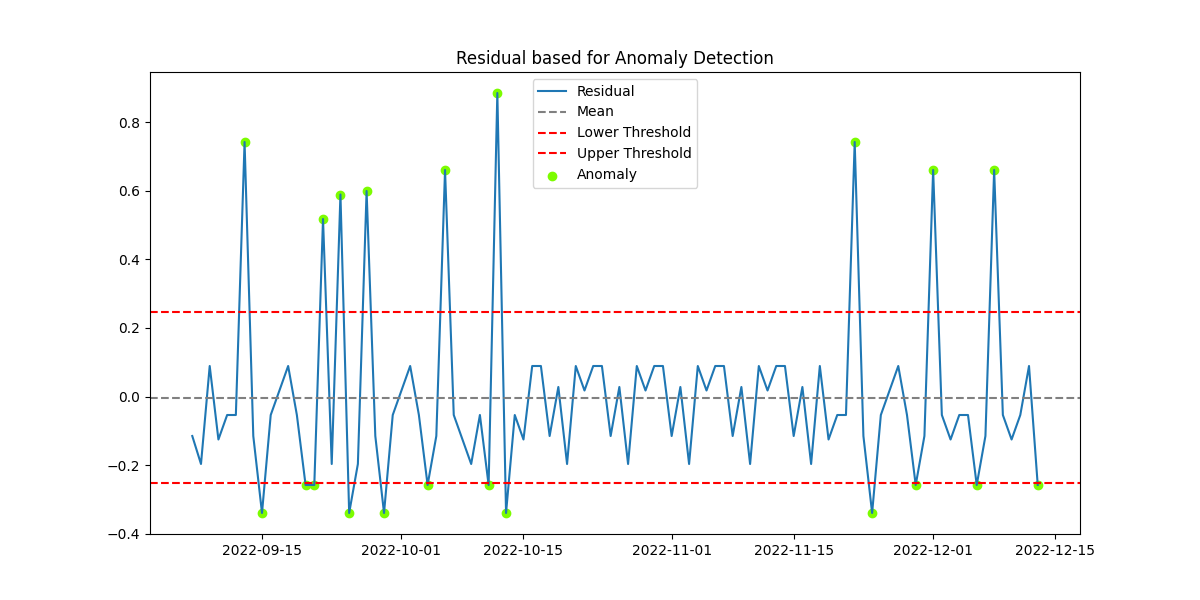 Residual based for Anomaly Detection
Residual
Mean
Lower Threshold
Upper Threshold
Anomaly
0.8
0.6
0.4
0.2
0.0
−0.2
−0.4
2022-09-15
2022-10-01
2022-10-15
2022-11-01
2022-11-15
2022-12-01
2022-12-15